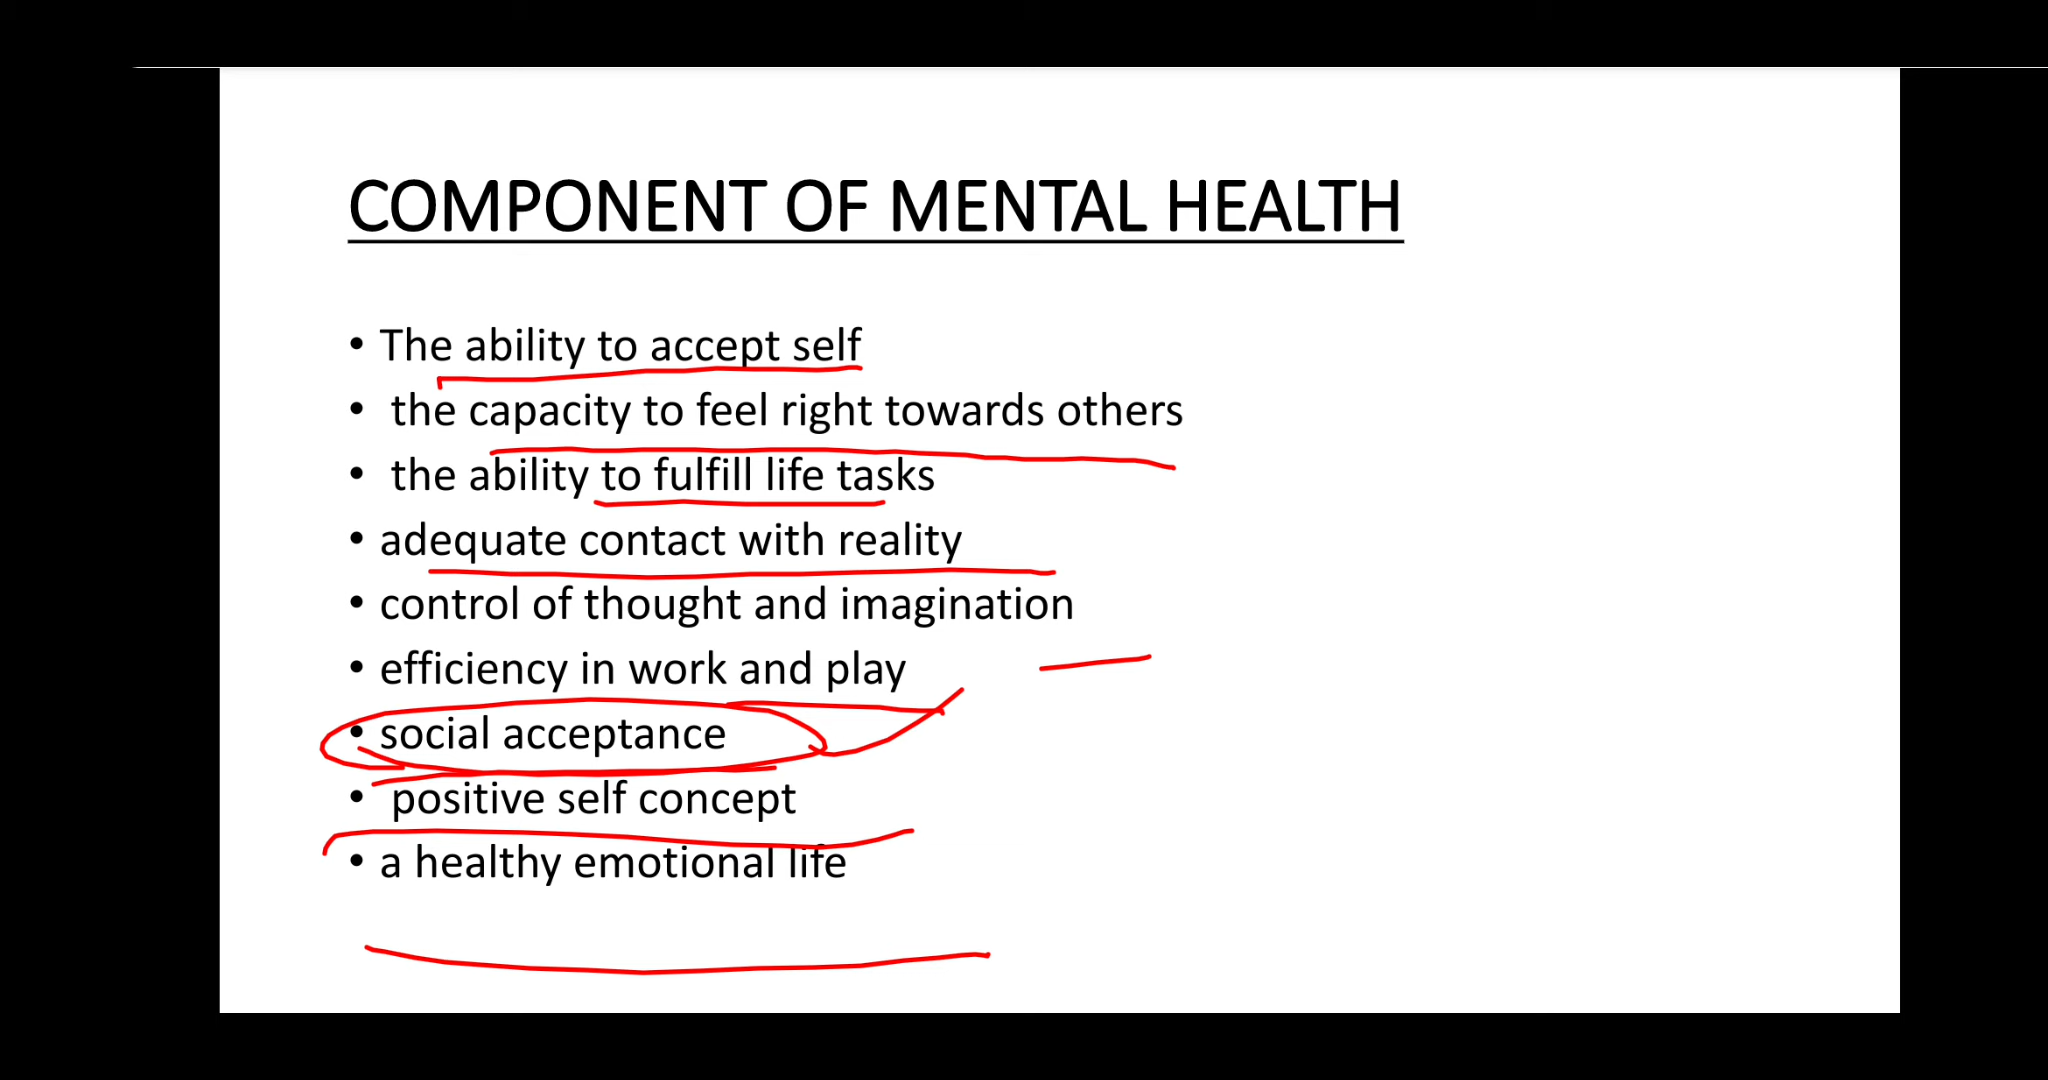 COMPONENT OF MENTAL HEALTH
• The ability to accept self
• the capacity to feel right towards others
• the ability to fulfill life tasks
• adequate contact with reality
• control of thought and imagination
• efficiency in work and play
• social acceptance
• positive self concept
• a healthy emotional life